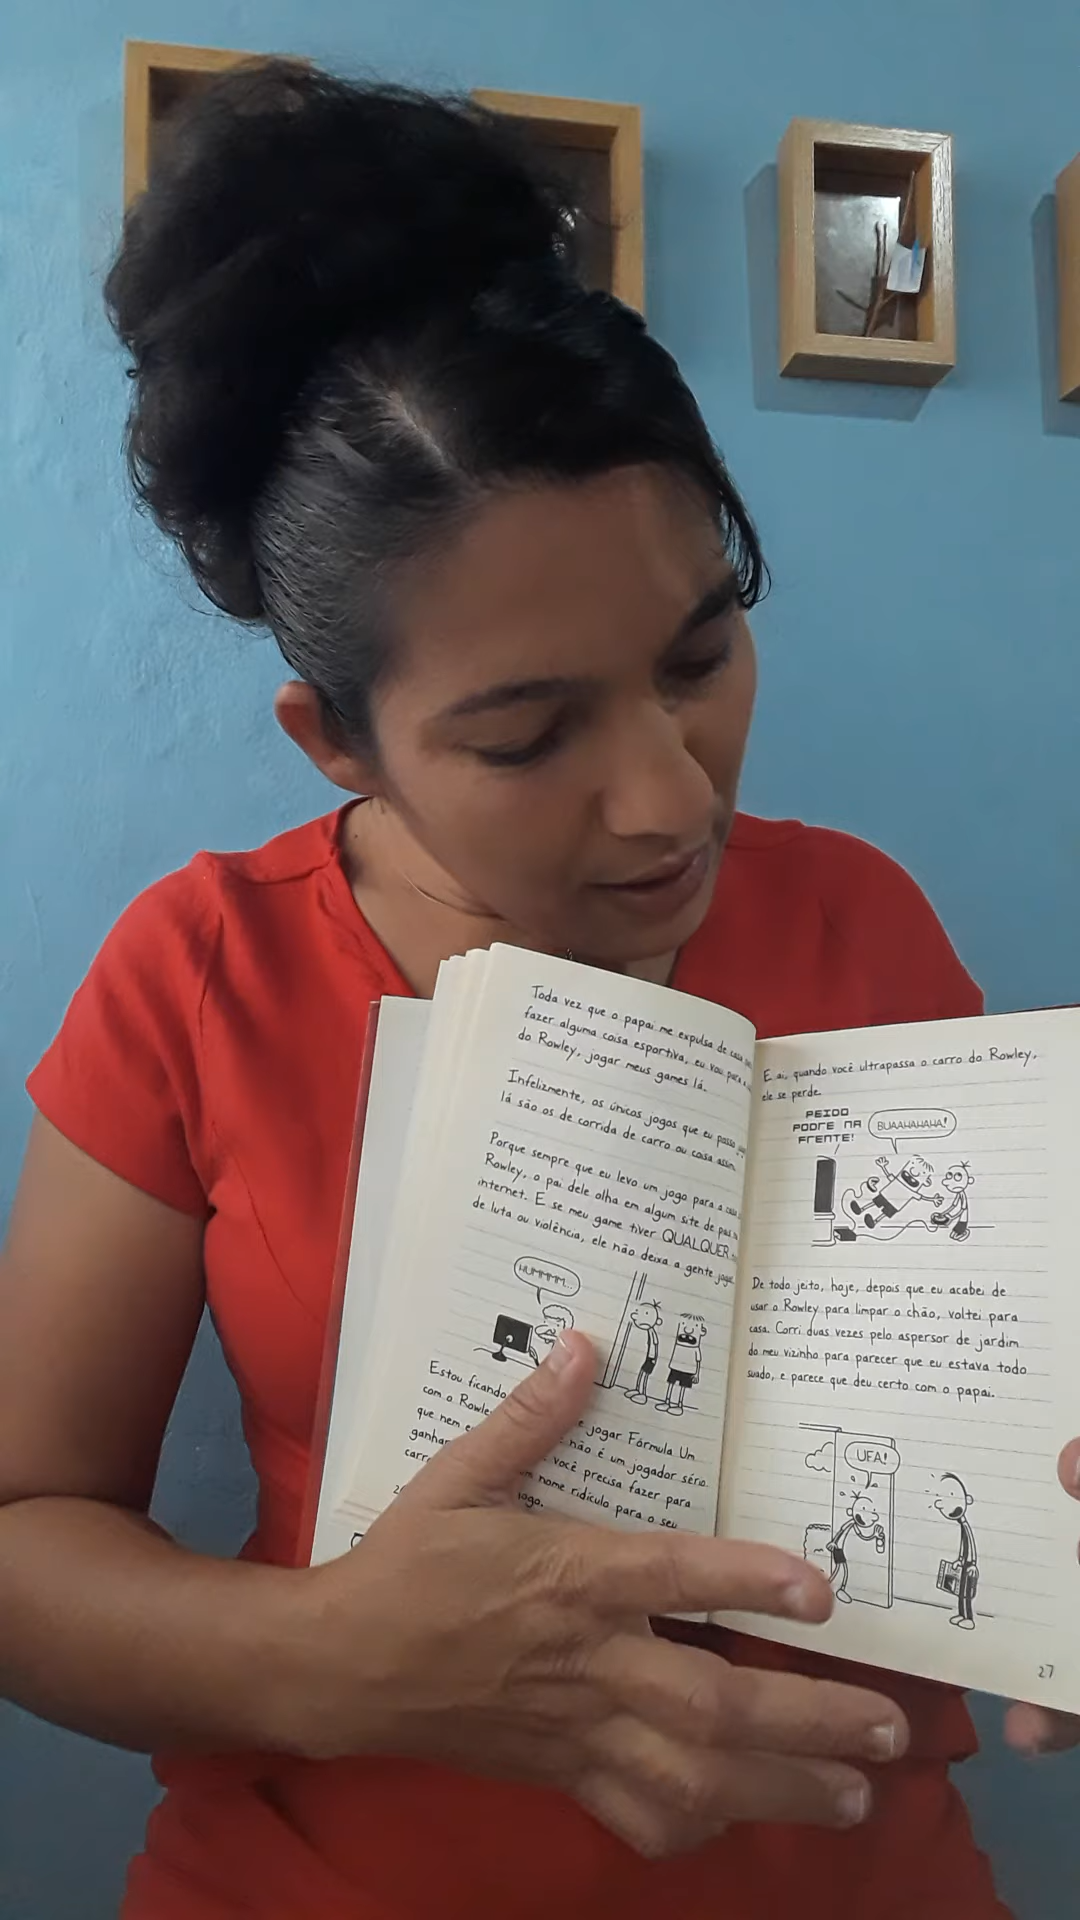 Toda vez que o papai me expulsa de casa
fazer alguma coisa esportiva, eu vou para a
do Rowley, jogar meus games lá.
Infelizmente, os únicos jogos que eu posso
lá são os de corrida de carro ou coisa assim.
Porque sempre que eu levo um jogo para a casa
Rowley, o pai dele olha em algum site de pais na
internet. E se meu game tiver QUALQUER
de luta ou violência, ele não deixa a gente jogar.
HUMMMM...
Estou ficando e jogar Fórmula Um
com o Rowley não é um jogador sério.
que nem você precisa fazer para
ganhar nome ridículo para o seu
carro jogo.
E aí, quando você ultrapassa o carro do Rowley,
ele se perde.
PEIDO
PODRE NA
FRENTE!
BUAAHAHAHA!
De todo jeito, hoje, depois que eu acabei de
usar o Rowley para limpar o chão, voltei para
casa. Corri duas vezes pelo aspersor de jardim
do meu vizinho para parecer que eu estava todo
suado, e parece que deu certo com o papai.
UFA!
27